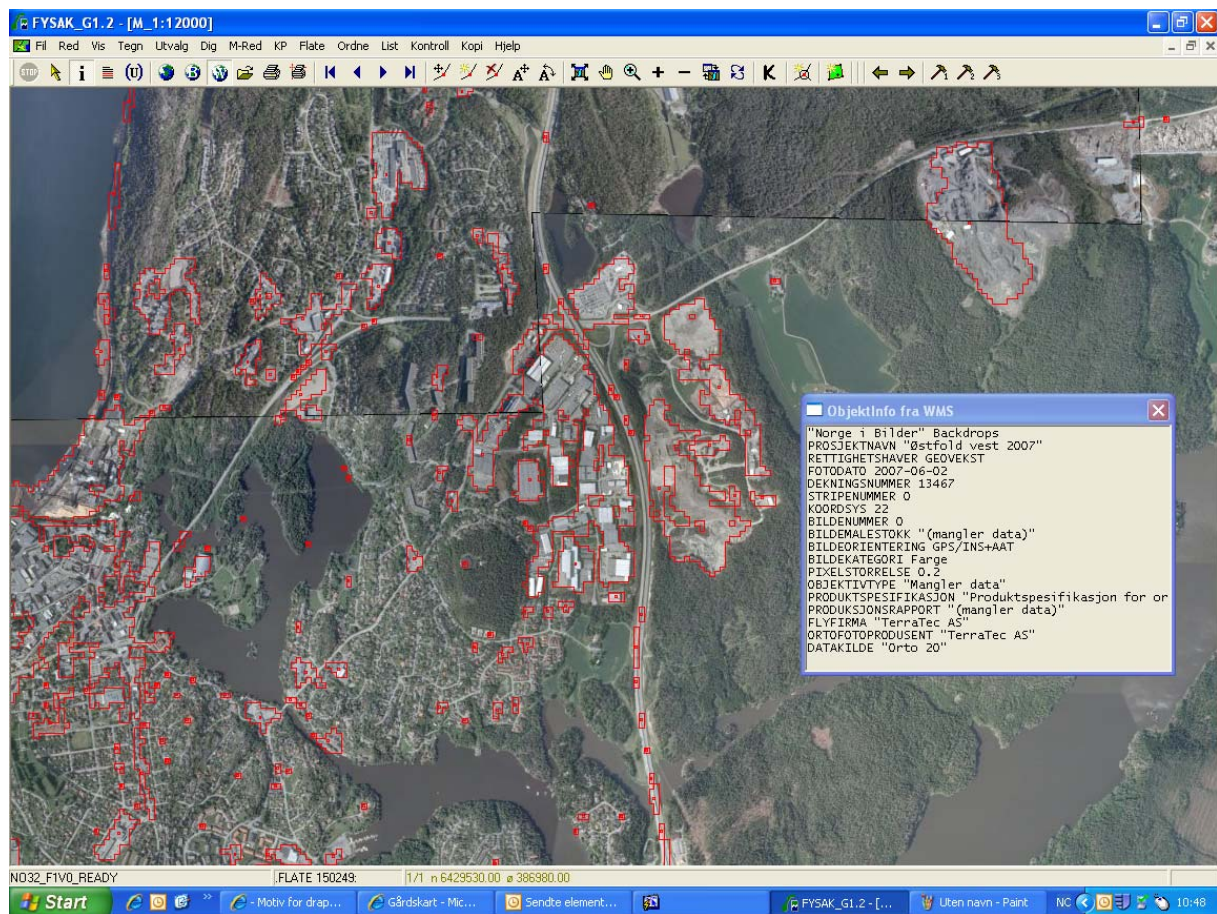 FYSAK_G1.2 - [M_1:12000]
Fil Red Vis Tegn Utvalg Dig M-Red KP Flate Ordne List Kontroll Kopi Hjelp
STOP i (U) B W A A K
ObjektInfo fra WMS
"Norge i Bilder" Backdrops
PROSJEKTNAVN "Østfold vest 2007"
RETTIGHETSHAVER GEOVEKST
FOTODATO 2007-06-02
DEKNINGSNUMMER 13467
STRIPENUMMER 0
KOORDSYS 22
BILDENUMMER 0
BILDEMALESTOKK "(mangler data)"
BILDEORIENTERING GPS/INS+AAT
BILDEKATEGORI Farge
PIXELSTORRELSE 0.2
OBJEKTIVTYPE "Mangler data"
PRODUKTSPESIFIKASJON "Produktspesifikasjon for or
PRODUKSJONSRAPPORT "(mangler data)"
FLYFIRMA "TerraTec AS"
ORTOFOTOPRODUSENT "TerraTec AS"
DATAKILDE "Orto 20"
NO32_F1V0_READY .FLATE 150249: 1/1 n 6429530.00 ø 386980.00
Start » - Motiv for drap... Gårdskart - Mic... Sendte element... FYSAK_G1.2 - [... Uten navn - Paint NC 10:48